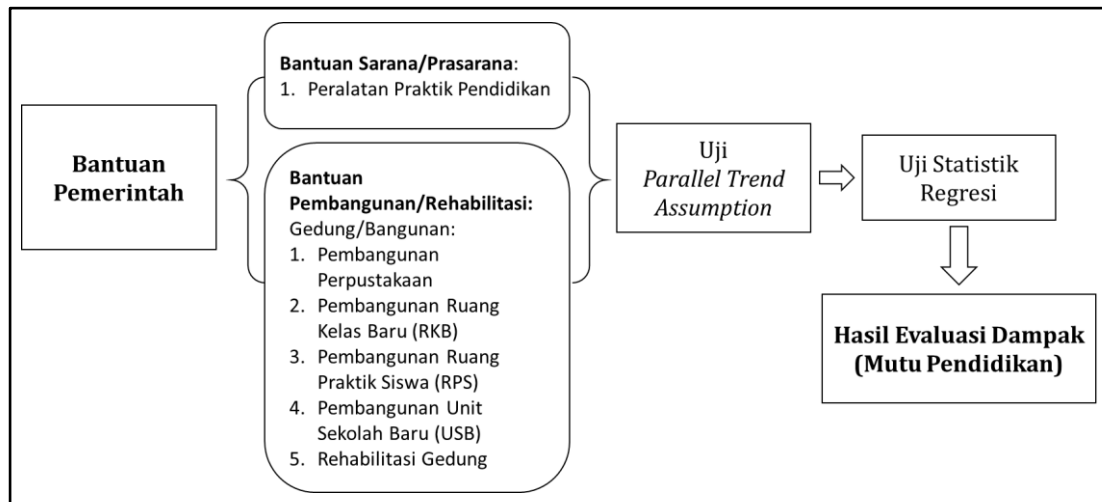 Bantuan
Pemerintah
Bantuan Sarana/Prasarana:
1. Peralatan Praktik Pendidikan
Bantuan
Pembangunan/Rehabilitasi:
Gedung/Bangunan:
1. Pembangunan
Perpustakaan
2. Pembangunan Ruang
Kelas Baru (RKB)
3. Pembangunan Ruang
Praktik Siswa (RPS)
4. Pembangunan Unit
Sekolah Baru (USB)
5. Rehabilitasi Gedung
Uji
Parallel Trend
Assumption
Uji Statistik
Regresi
Hasil Evaluasi Dampak
(Mutu Pendidikan)